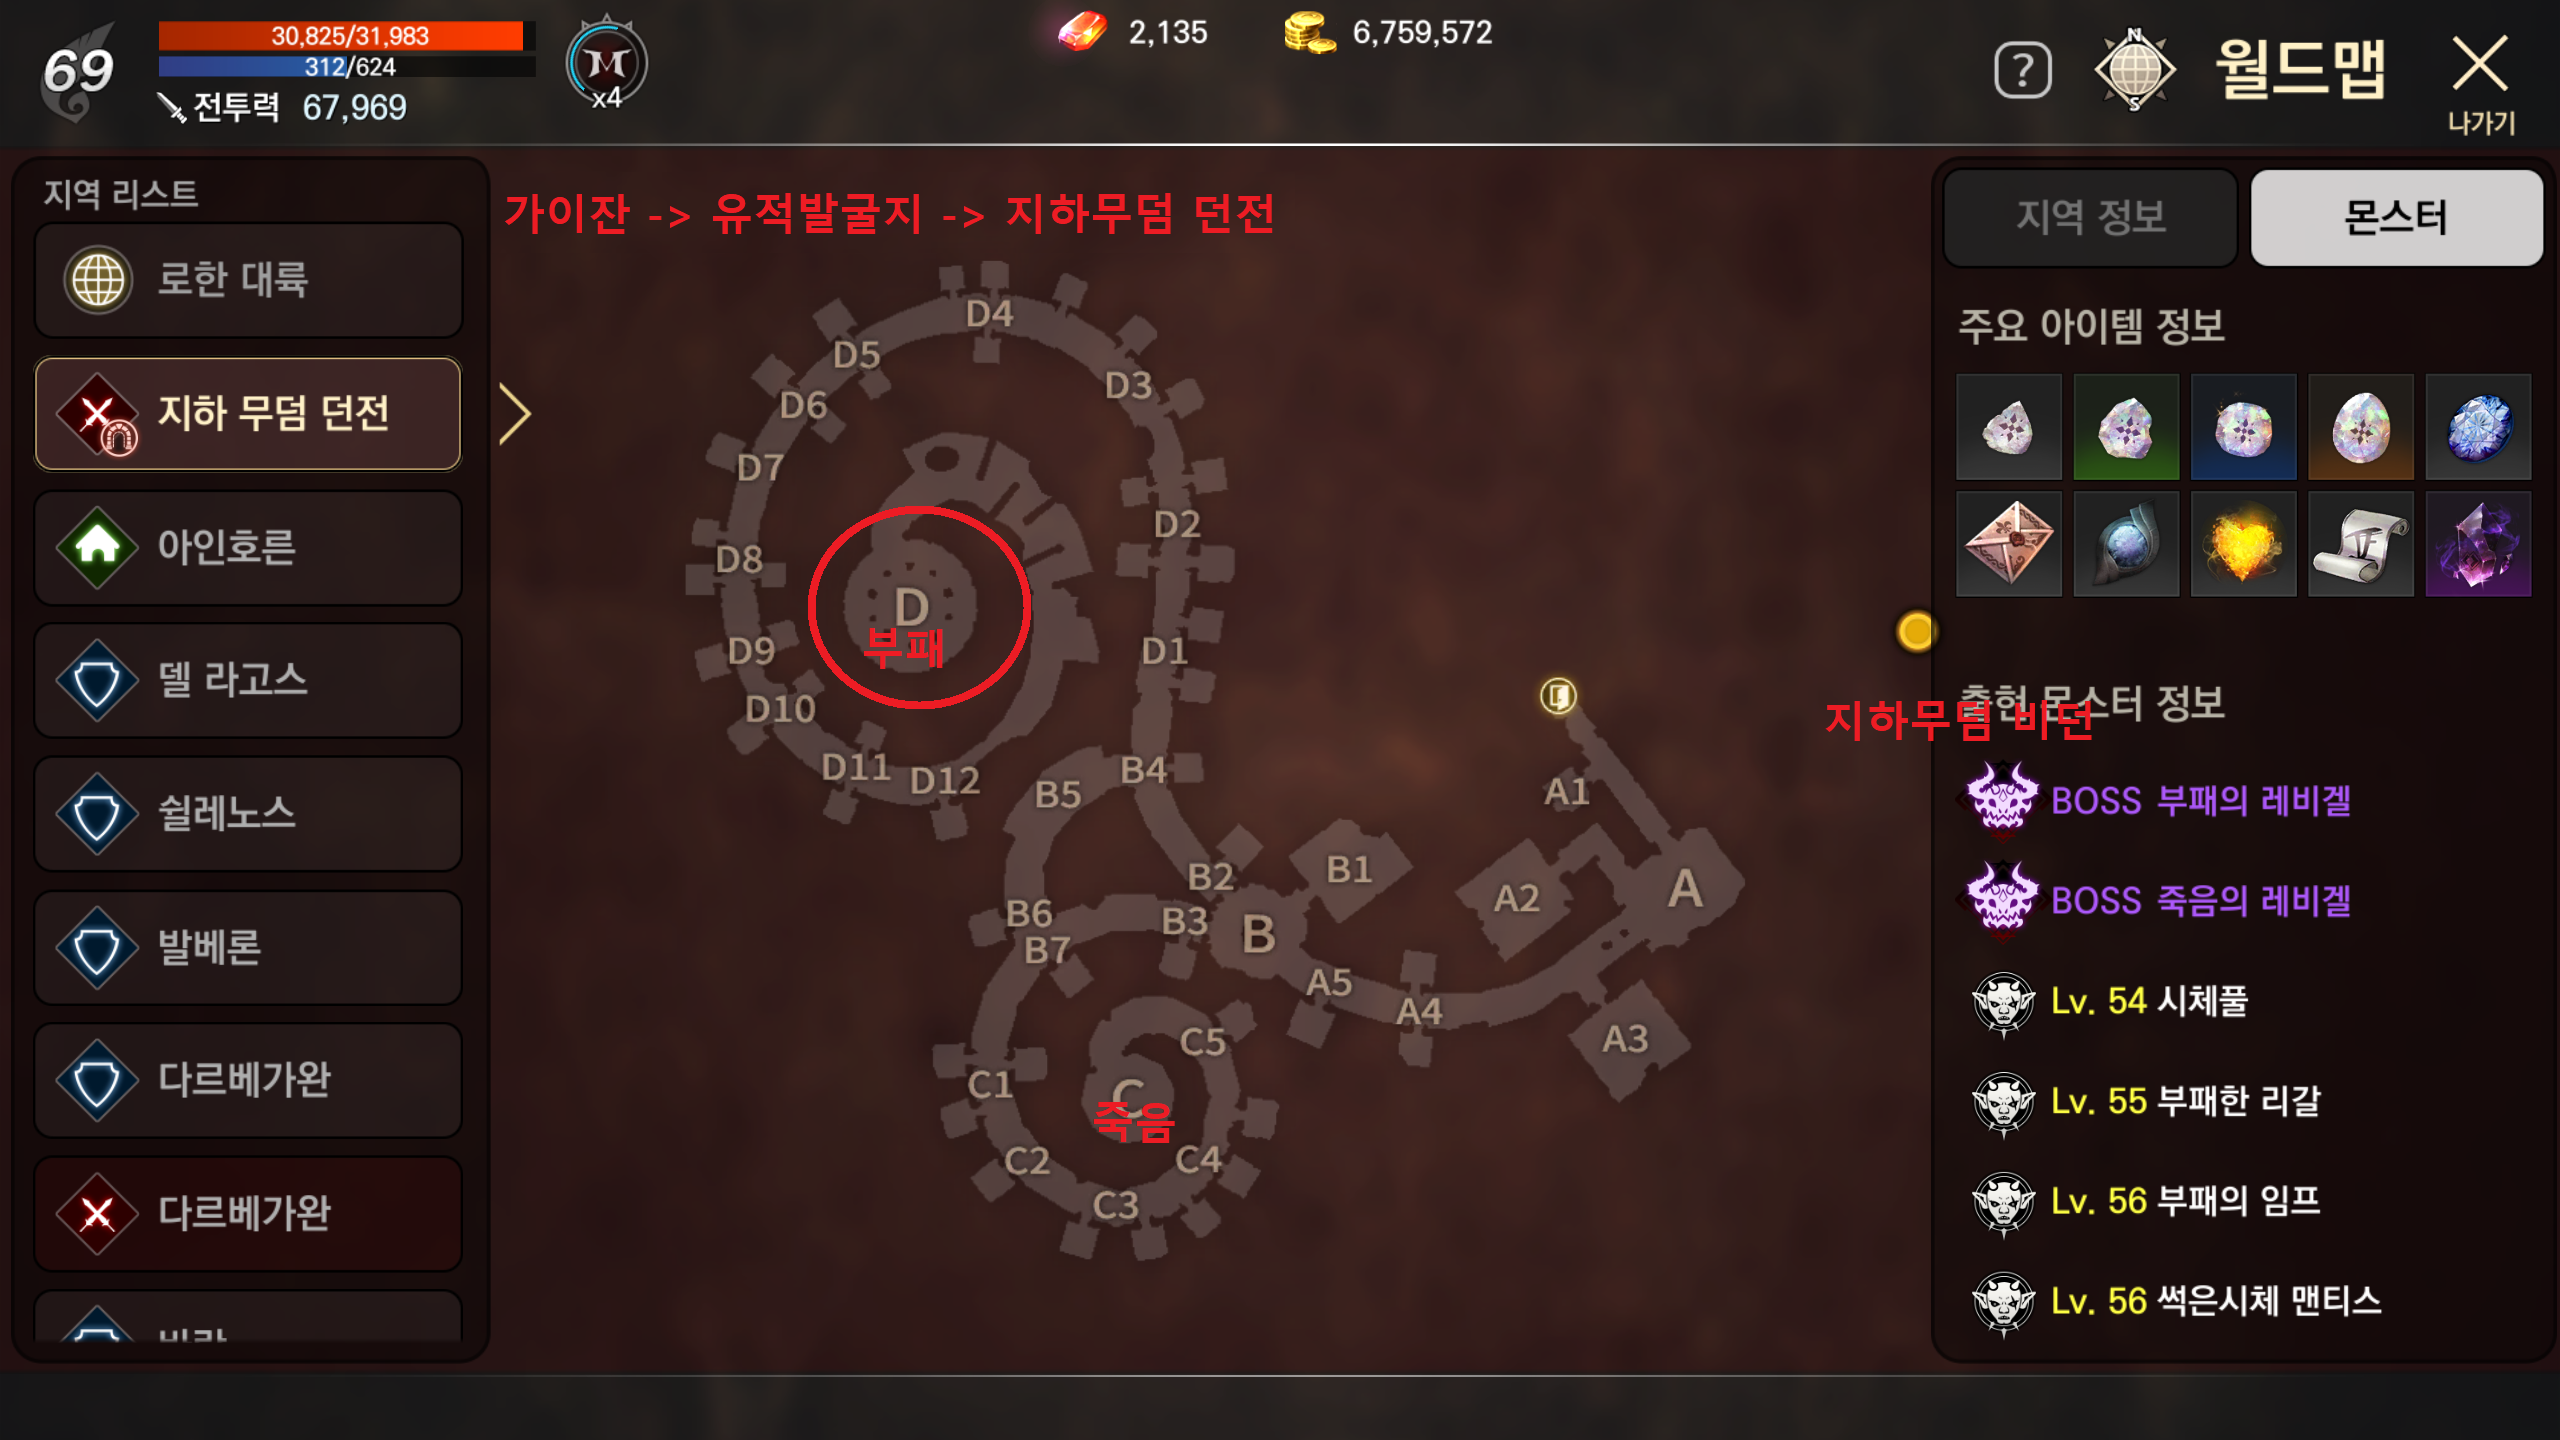 69
30,825/31,983
312/624
전투력 67,969
x4
2,135
6,759,572
?
N
S
월드맵
나가기
지역 리스트
로한 대륙
지하 무덤 던전
아인호른
델 라고스
쉴레노스
발베론
다르베가완
다르베가완
가이잔 -> 유적발굴지 -> 지하무덤 던전
D4
D5
D3
D6
D7
D2
D8
D
부패
D9
D1
D10
D11
D12
B4
B5
A1
B2
B1
A2
A
B6
B3
B
B7
A5
A4
C5
A3
C1
C
죽음
C2
C4
C3
지역 정보
몬스터
주요 아이템 정보
출현 몬스터 정보
지하무덤 비던
BOSS 부패의 레비겔
BOSS 죽음의 레비겔
Lv. 54 시체풀
Lv. 55 부패한 리갈
Lv. 56 부패의 임프
Lv. 56 썩은시체 맨티스